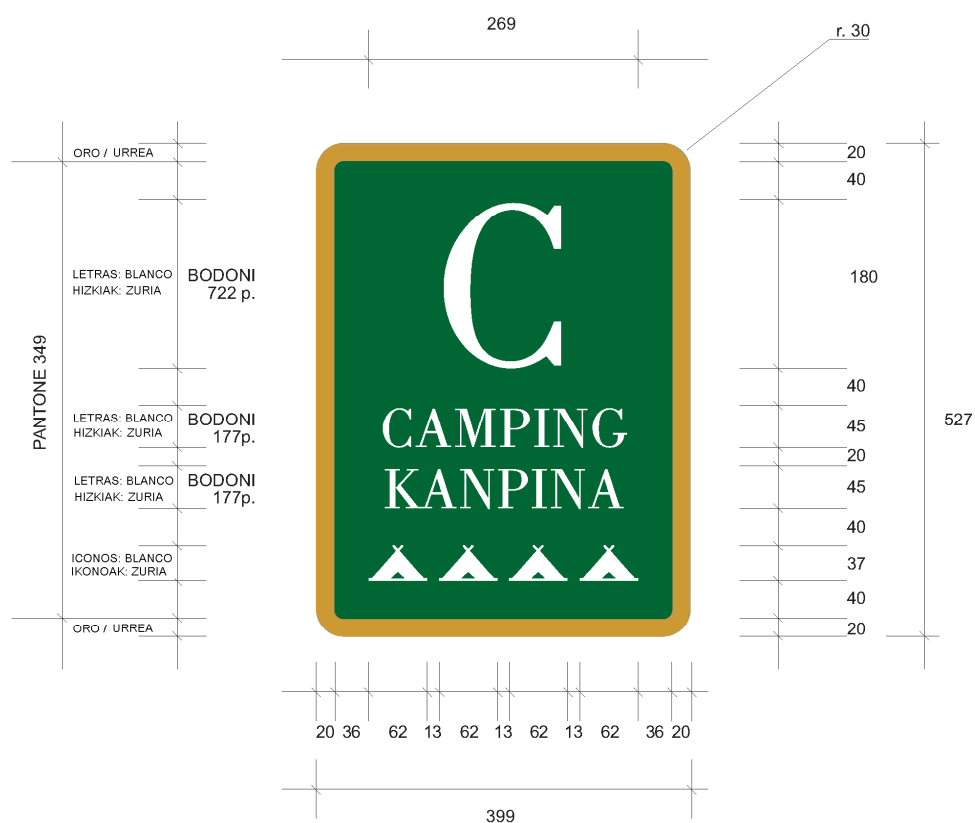 269
r. 30
ORO / URREA
20
40
LETRAS: BLANCO
HIZKIAK: ZURIA
BODONI
722 p.
C
180
PANTONE 349
40
LETRAS: BLANCO
HIZKIAK: ZURIA
BODONI
177p.
CAMPING
45
527
20
LETRAS: BLANCO
HIZKIAK: ZURIA
BODONI
177p.
KANPINA
45
40
ICONOS: BLANCO
IKONOAK: ZURIA
37
40
ORO / URREA
20
20 36 62 13 62 13 62 13 62 36 20
399